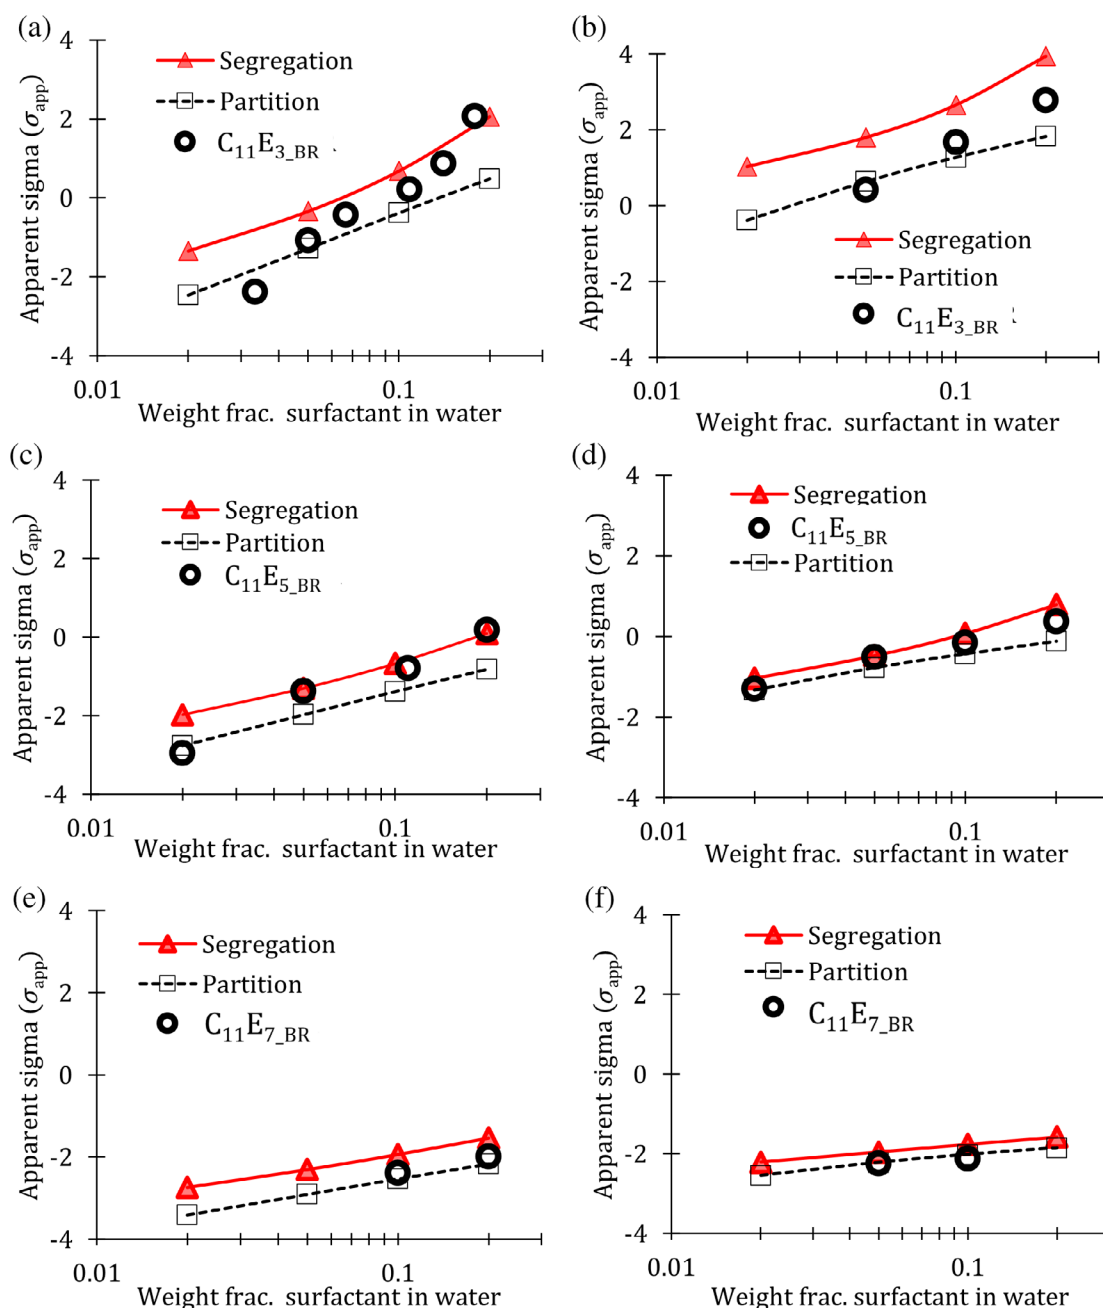 (a)
Apparent sigma (σapp)
4
2
0
-2
-4
Segregation
Partition
C11E3_BR
0.01
0.1
Weight frac. surfactant in water
(b)
Apparent sigma (σapp)
4
2
0
-2
-4
Segregation
Partition
C11E3_BR
0.01
0.1
Weight frac. surfactant in water
(c)
Apparent sigma (σapp)
4
2
0
-2
-4
Segregation
Partition
C11E5_BR
0.01
0.1
Weight frac. surfactant in water
(d)
Apparent sigma (σapp)
4
2
0
-2
-4
Segregation
C11E5_BR
Partition
0.01
0.1
Weight frac. surfactant in water
(e)
Apparent sigma (σapp)
4
2
0
-2
-4
Segregation
Partition
C11E7_BR
0.01
0.1
Weight frac. surfactant in water
(f)
Apparent sigma (σapp)
4
2
0
-2
-4
Segregation
Partition
C11E7_BR
0.01
0.1
Weight frac. surfactant in water